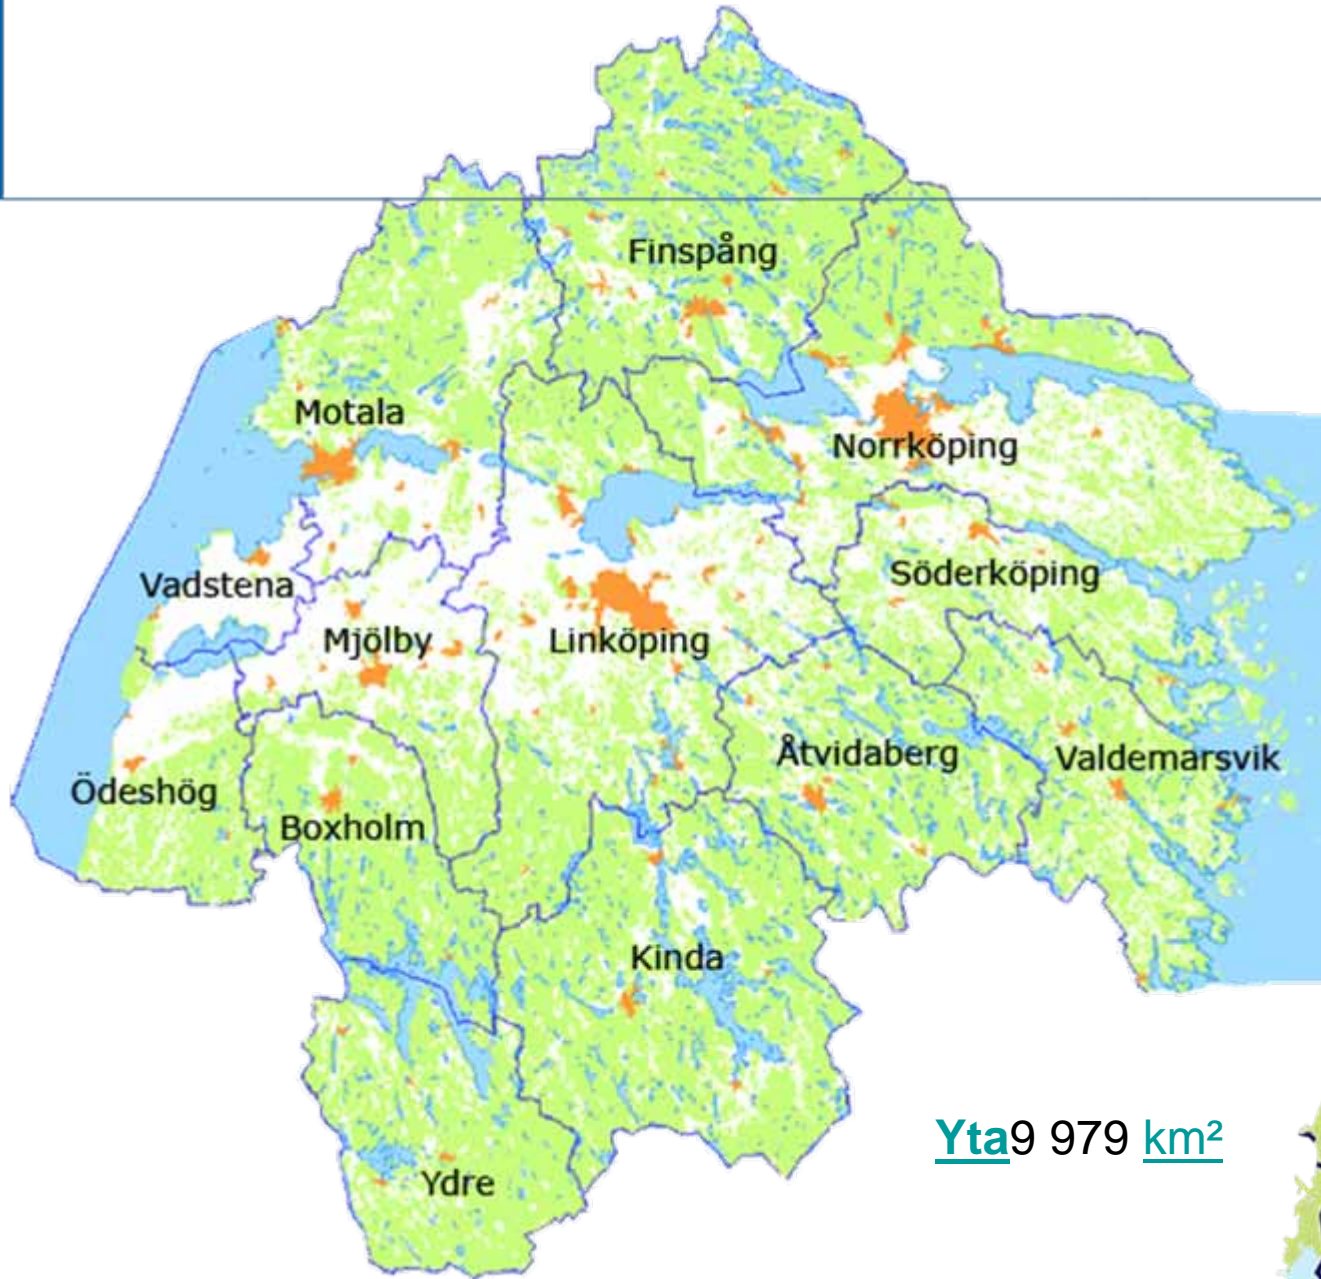 Finspång
Motala
Norrköping
Vadstena
Söderköping
Mjölby
Linköping
Åtvidaberg
Valdemarsvik
Ödeshög
Boxholm
Kinda
Yta9 979 km²
Ydre